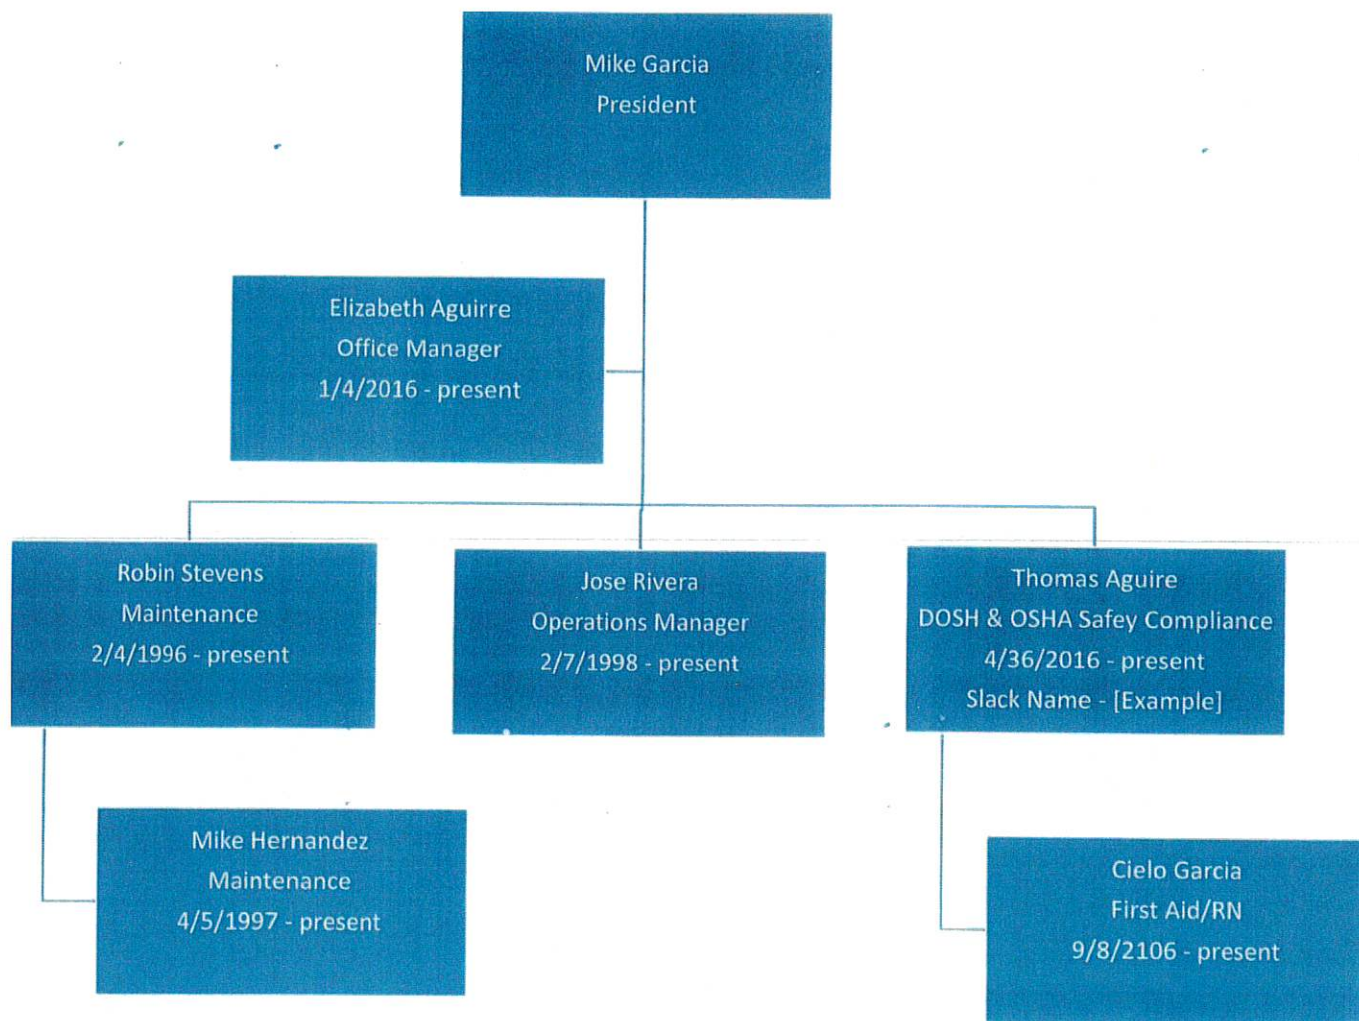 Mike Garcia
President
Elizabeth Aguirre
Office Manager
1/4/2016 - present
Robin Stevens
Maintenance
2/4/1996 - present
Jose Rivera
Operations Manager
2/7/1998 - present
Thomas Aguire
DOSH & OSHA Safey Compliance
4/36/2016 - present
Slack Name - [Example]
Mike Hernandez
Maintenance
4/5/1997 - present
Cielo Garcia
First Aid/RN
9/8/2106 - present